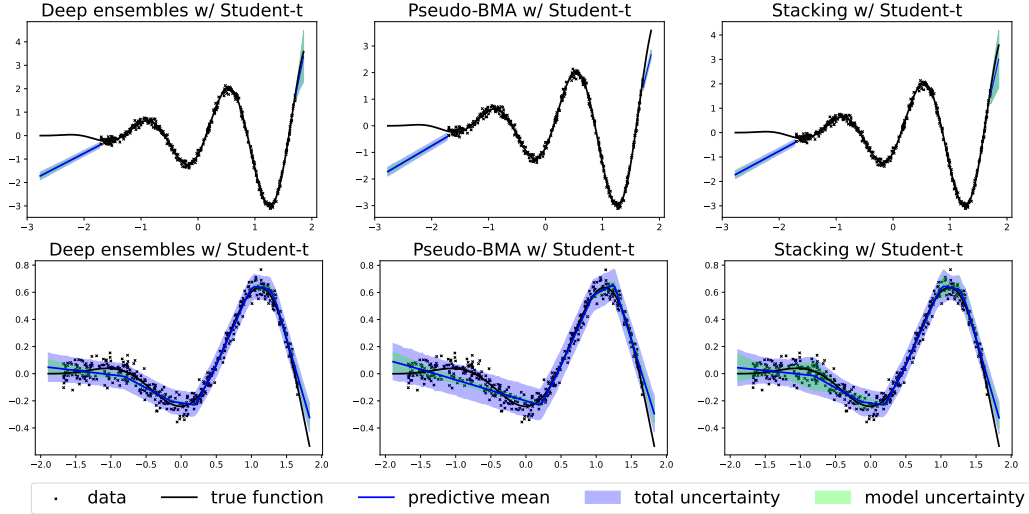 Deep ensembles w/ Student-t Pseudo-BMA w/ Student-t Stacking w/ Student-t
4 3 2 1 0 −1 −2 −3
3 2 1 0 −1 −2 −3
4 3 2 1 0 −1 −2 −3
−3 −2 −1 0 1 2 −3 −2 −1 0 1 2 −3 −2 −1 0 1 2
Deep ensembles w/ Student-t Pseudo-BMA w/ Student-t Stacking w/ Student-t
0.8 0.6 0.4 0.2 0.0 −0.2 −0.4
0.8 0.6 0.4 0.2 0.0 −0.2 −0.4
0.8 0.6 0.4 0.2 0.0 −0.2 −0.4
−2.0 −1.5 −1.0 −0.5 0.0 0.5 1.0 1.5 2.0 −2.0 −1.5 −1.0 −0.5 0.0 0.5 1.0 1.5 2.0 −2.0 −1.5 −1.0 −0.5 0.0 0.5 1.0 1.5 2.0
data true function predictive mean total uncertainty model uncertainty